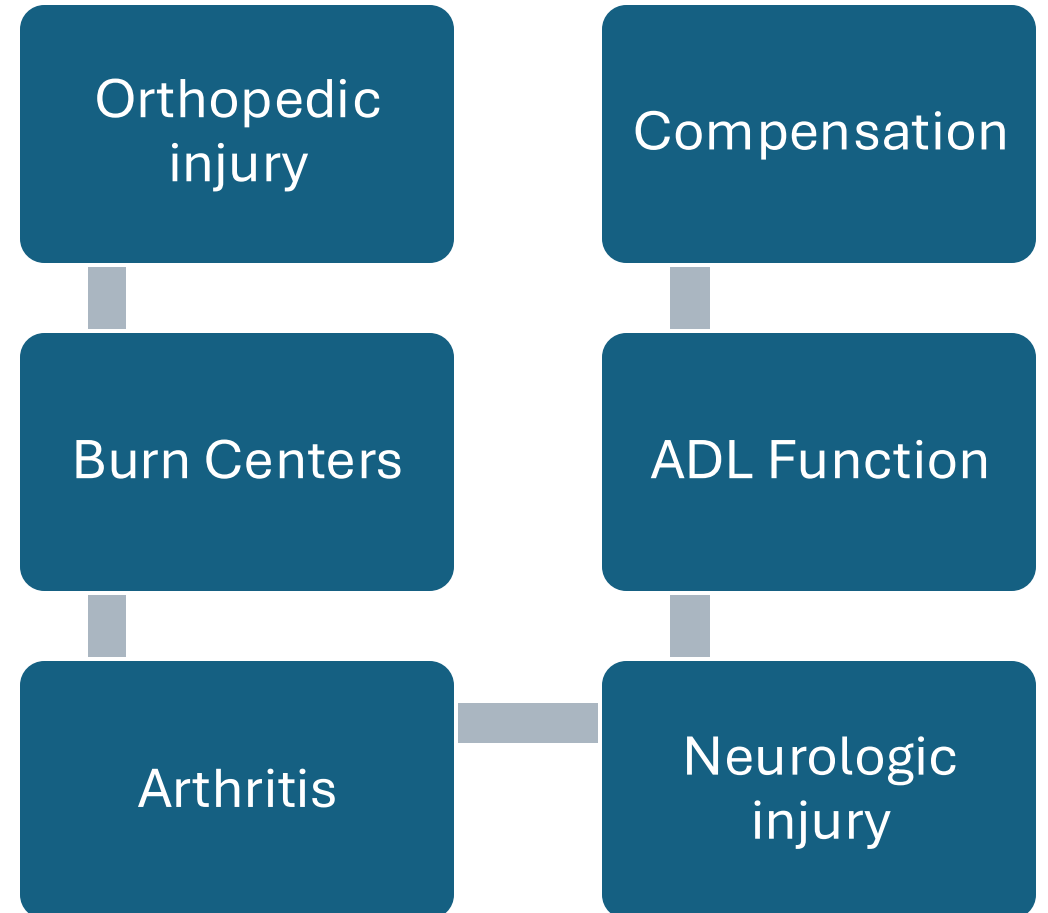 Orthopedic
injury
Burn Centers
Arthritis
Neurologic
injury
ADL Function
Compensation